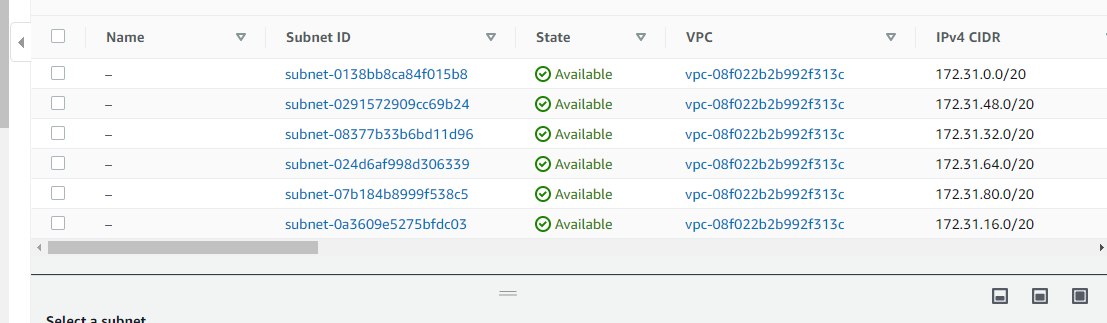 Name Subnet ID State VPC IPv4 CIDR
– subnet-0138bb8ca84f015b8 Available vpc-08f022b2b992f313c 172.31.0.0/20
– subnet-0291572909cc69b24 Available vpc-08f022b2b992f313c 172.31.48.0/20
– subnet-08377b33b6bd11d96 Available vpc-08f022b2b992f313c 172.31.32.0/20
– subnet-024d6af998d306339 Available vpc-08f022b2b992f313c 172.31.64.0/20
– subnet-07b184b8999f538c5 Available vpc-08f022b2b992f313c 172.31.80.0/20
– subnet-0a3609e5275bfdc03 Available vpc-08f022b2b992f313c 172.31.16.0/20
Select a subnet